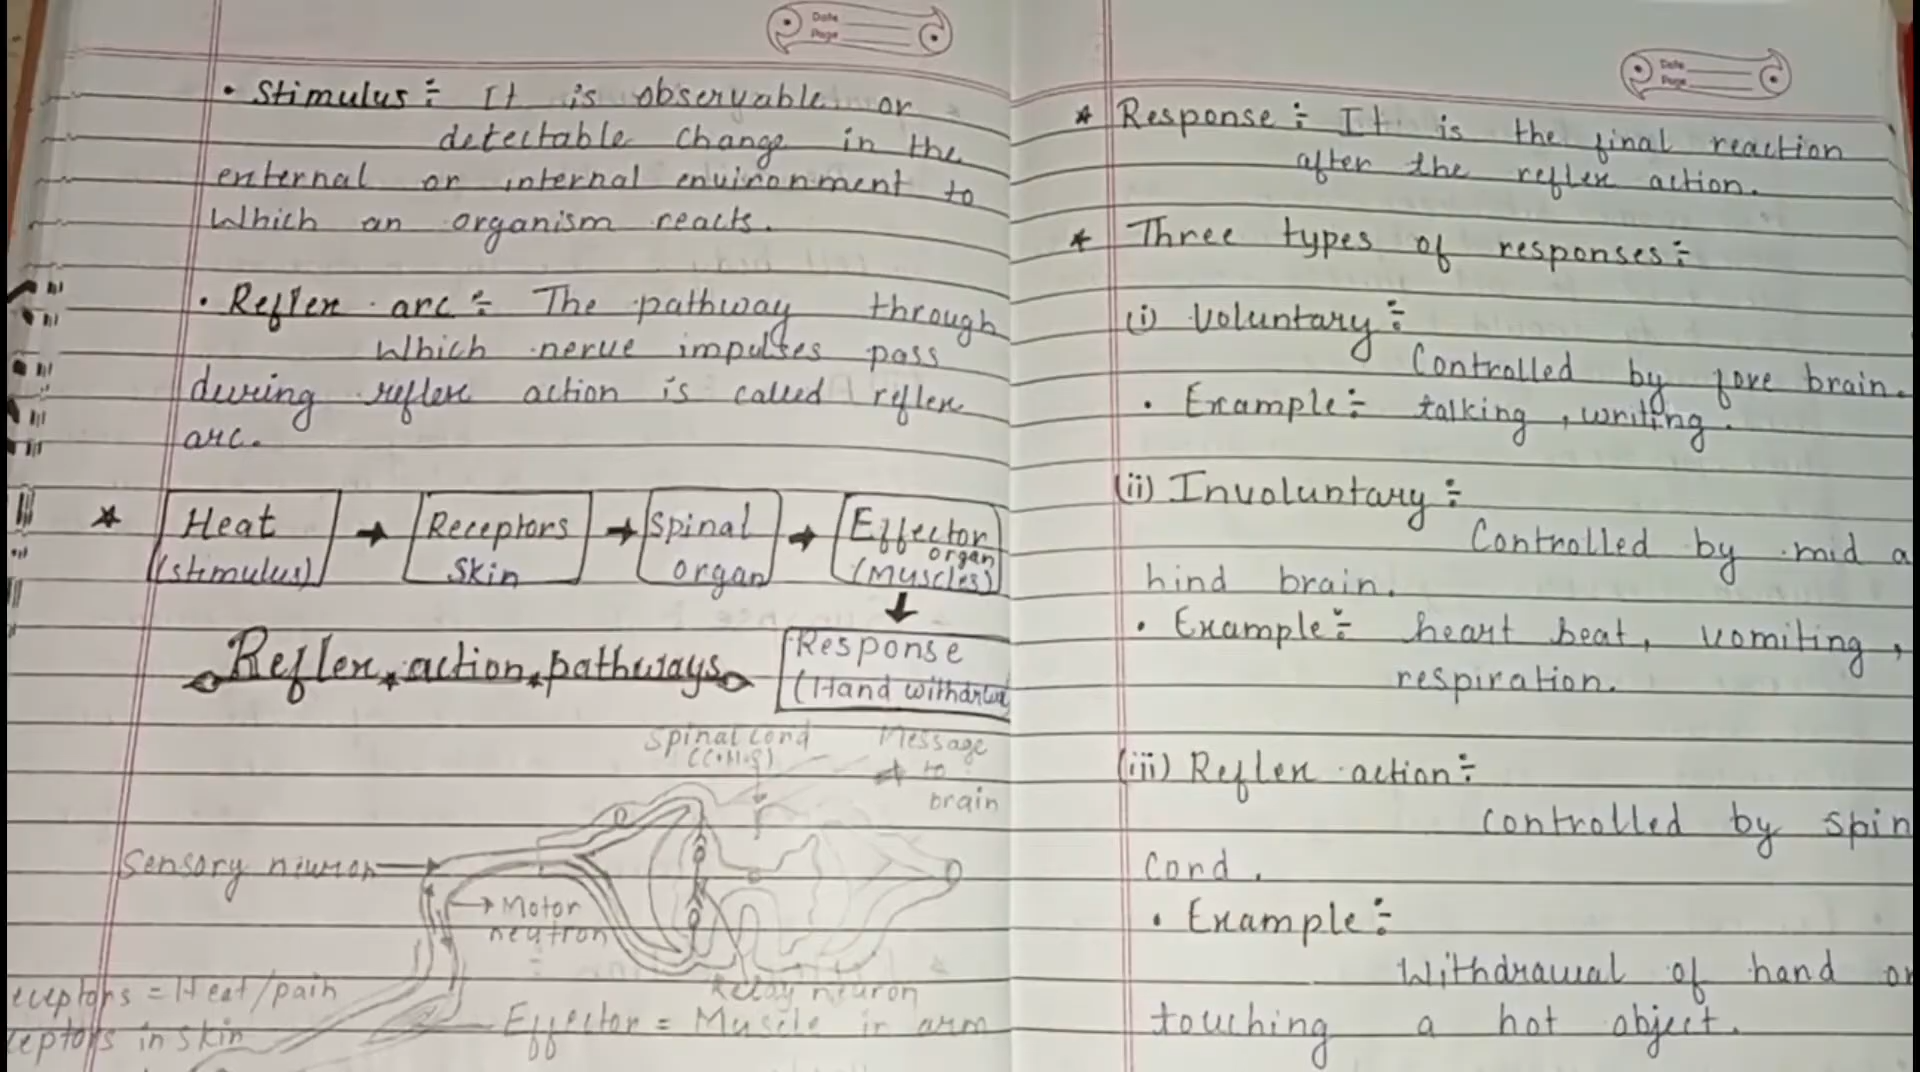 Date
Page
• Stimulus÷ It is observable or
detectable change in the
external or internal environment to
Which an organism reacts.
• Reflex arc÷ The pathway through
Which nerve impulses pass
during reflex action is called reflex
arc.
* Heat → Receptors → Spinal → Effector
organ
(stimulus) Skin organ (Muscles)
Response
(Hand withdraw
Reflex action pathways
Spinal cord
(C.N.S)
Message
to
brain
Sensory neuron
→ Motor
neutron
Relay neuron
eceptors = Heat/pain
ceptors in skin
Effector = Muscle in arm
Date
Page
* Response÷ It is the final reaction
after the reflex action.
* Three types of responses÷
(i) Voluntary÷
Controlled by fore brain.
• Example÷ talking, writing.
(ii) Involuntary÷
Controlled by mid a
hind brain.
• Example÷ heart beat, vomiting,
respiration.
(iii) Reflex action÷
controlled by spin
Cord.
• Example÷
Withdrawal of hand on
touching a hot object.